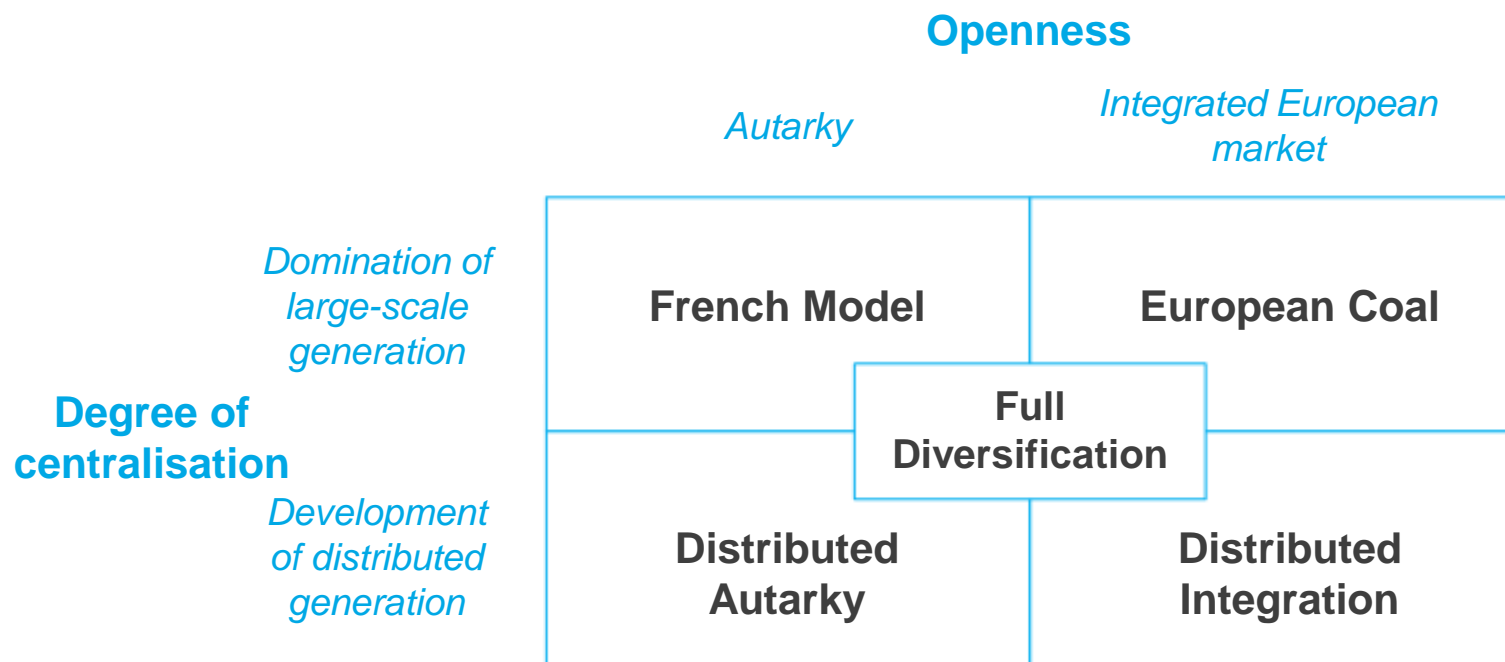 Openness
Autarky
Integrated European
market
Domination of
large-scale
generation
French Model
European Coal
Full
Diversification
Degree of
centralisation
Development
of distributed
generation
Distributed
Autarky
Distributed
Integration